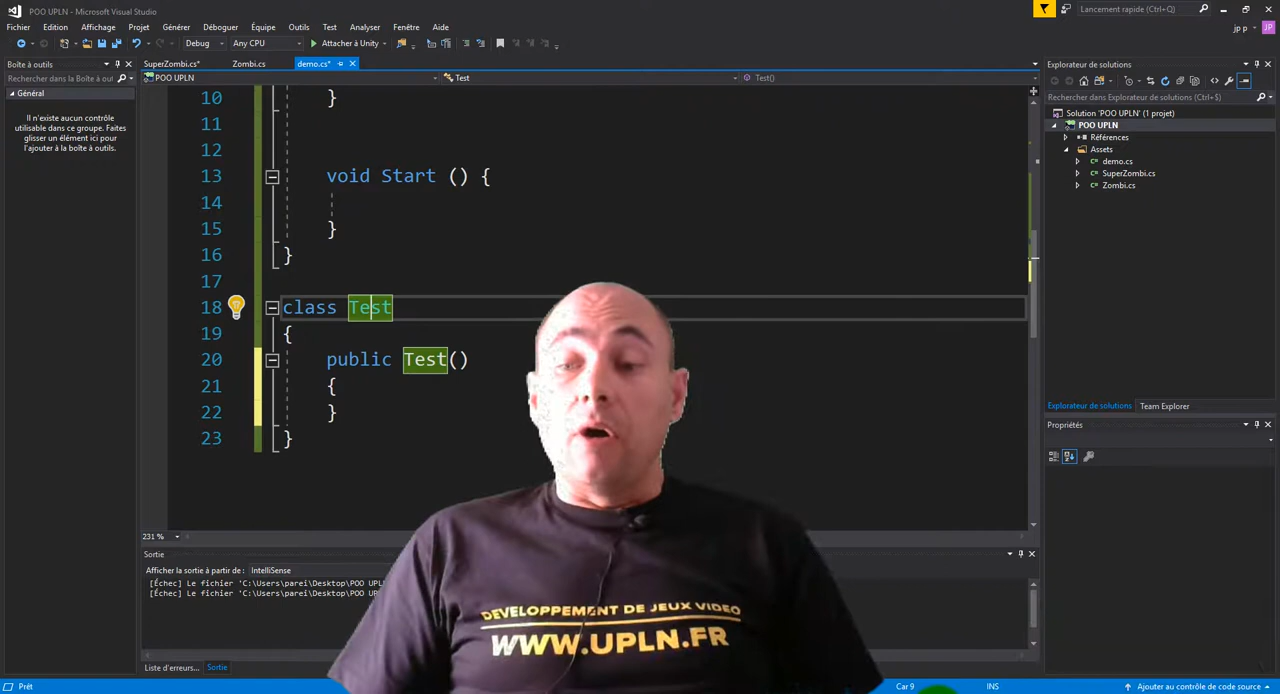 POO UPLN - Microsoft Visual Studio
Lancement rapide (Ctrl+Q)
Fichier Edition Affichage Projet Générer Déboguer Équipe Outils Test Analyser Fenêtre Aide
jp p JP
Debug Any CPU Attacher à Unity
Boîte à outils
Rechercher dans la Boîte à out
Général
Il n'existe aucun contrôle
utilisable dans ce groupe. Faites
glisser un élément ici pour
l'ajouter à la boîte à outils.
SuperZombi.cs* Zombi.cs demo.cs*
POO UPLN Test Test()
10 }
11
12
13 void Start () {
14
15 }
16 }
17
18 class Test
19 {
20 public Test()
21 {
22 }
23 }
231 %
Sortie
Afficher la sortie à partir de : IntelliSense
[Échec] Le fichier 'C:\Users\parei\Desktop\POO UPL
[Échec] Le fichier 'C:\Users\parei\Desktop\POO UP
Liste d'erreurs... Sortie
Explorateur de solutions
Rechercher dans Explorateur de solutions (Ctrl+$)
Solution 'POO UPLN' (1 projet)
POO UPLN
Références
Assets
demo.cs
SuperZombi.cs
Zombi.cs
Explorateur de solutions Team Explorer
Propriétés
DEVELOPPEMENT DE JEUX VIDEO
WWW.UPLN.FR
Prêt Car 9 INS Ajouter au contrôle de code source